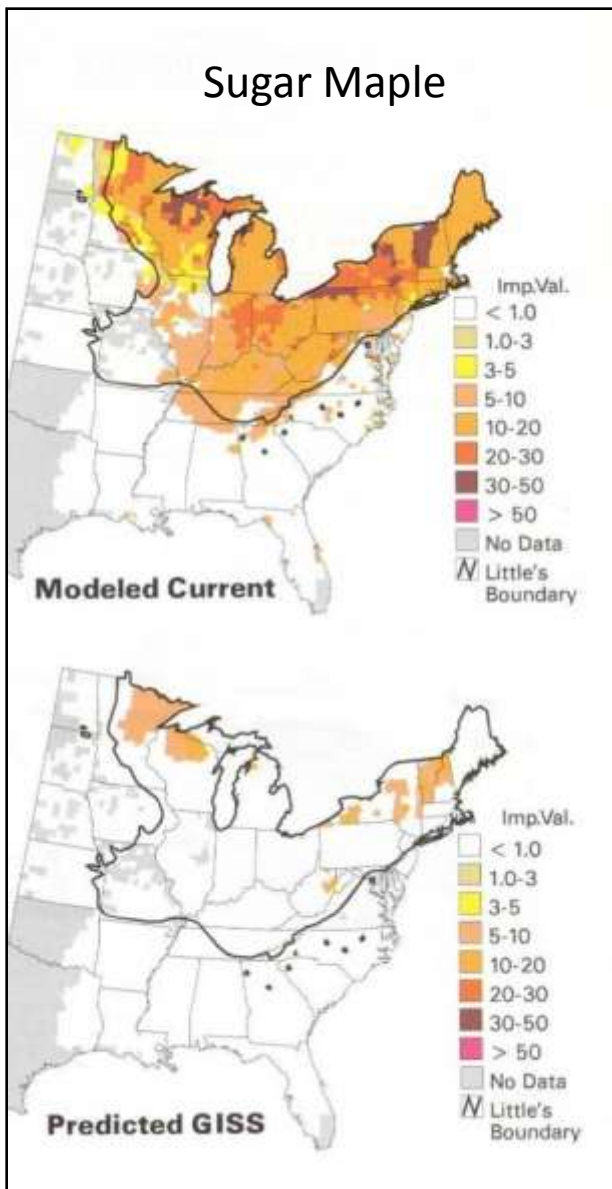 Sugar Maple
Imp.Val.
< 1.0
1.0-3
3-5
5-10
10-20
20-30
30-50
> 50
No Data
Little's
Boundary
Modeled Current
Imp.Val.
< 1.0
1.0-3
3-5
5-10
10-20
20-30
30-50
> 50
No Data
Little's
Boundary
Predicted GISS